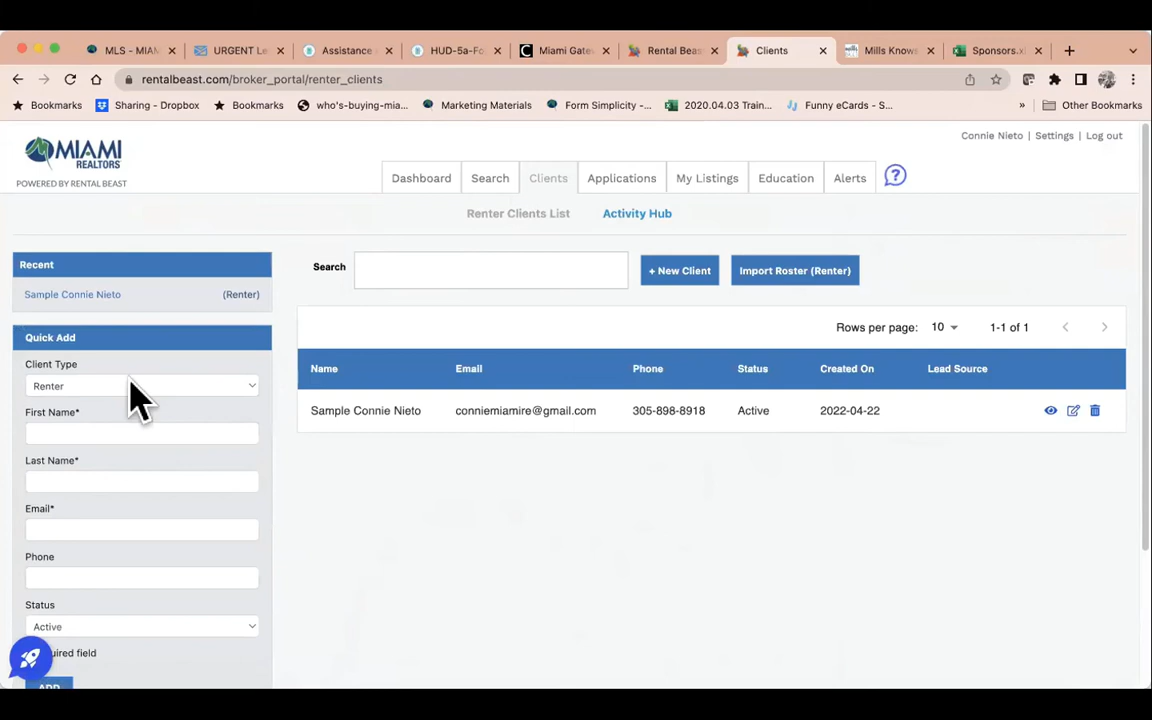 MLS - MIAM
URGENT Le
Assistance
HUD-5a-Fo
Miami Gatew
Rental Beas
Clients
Mills Know
Sponsors.xl
rentalbeast.com/broker_portal/renter_clients
Bookmarks
Sharing - Dropbox
Bookmarks
who's-buying-mia...
Marketing Materials
Form Simplicity -...
2020.04.03 Train...
Funny eCards - S...
»
Other Bookmarks
MIAMI
REALTORS
POWERED BY RENTAL BEAST
Connie Nieto | Settings | Log out
Dashboard
Search
Clients
Applications
My Listings
Education
Alerts
?
Renter Clients List
Activity Hub
Recent
Sample Connie Nieto (Renter)
Quick Add
Client Type
Renter
First Name*
Last Name*
Email*
Phone
Status
Active
uired field
ADD
Search
+ New Client
Import Roster (Renter)
Rows per page: 10 1-1 of 1
Name Email Phone Status Created On Lead Source
Sample Connie Nieto conniemiamire@gmail.com 305-898-8918 Active 2022-04-22